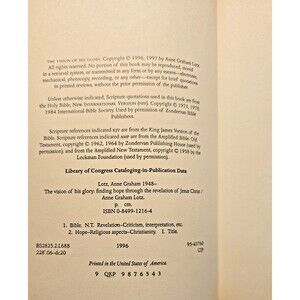 THE VISION OF HIS GLORY. Copyright © 1996, 1997 by Anne Graham Lotz.
All rights reserved. No portion of this book may be reproduced, stored
in a retrieval system, or transmitted in any form or by any means—electronic,
mechanical, photocopy, recording, or any other—except
for brief quotations in printed reviews, without the prior
permission of the publisher.
Unless otherwise indicated, Scripture quotations used in this book are from
the Holy Bible, NEW INTERNATIONAL VERSION (NIV). Copyright © 1973, 1978,
1984 International Bible Society. Used by permission of Zondervan Bible
Publishers.
Scripture references indicated KJV are from the King James Version of the
Bible. Scripture references indicated AMP are from the Amplified Old
Testament, copyright © 1962, 1964 by Zondervan Publishing House (used by
permission); and from the Amplified New Testament, copyright © 1958 by the
Lockman Foundation (used by permission).
Library of Congress Cataloging-in-Publication Data
Lotz, Anne Graham 1948–
The vision of his glory: finding hope through the revelation of Jesus Christ /
Anne Graham Lotz.
p. cm.
ISBN 0-8499-1216-4
1. Bible. N.T. Revelation–Criticism, interpretation, etc.
2. Hope–Religious aspects–Christianity. I. Title.
BS2825.2.L688 1996
228'.06–dc20
CIP
Printed in the United States of America.
9 QKP 9 8 7 6 5 4 3